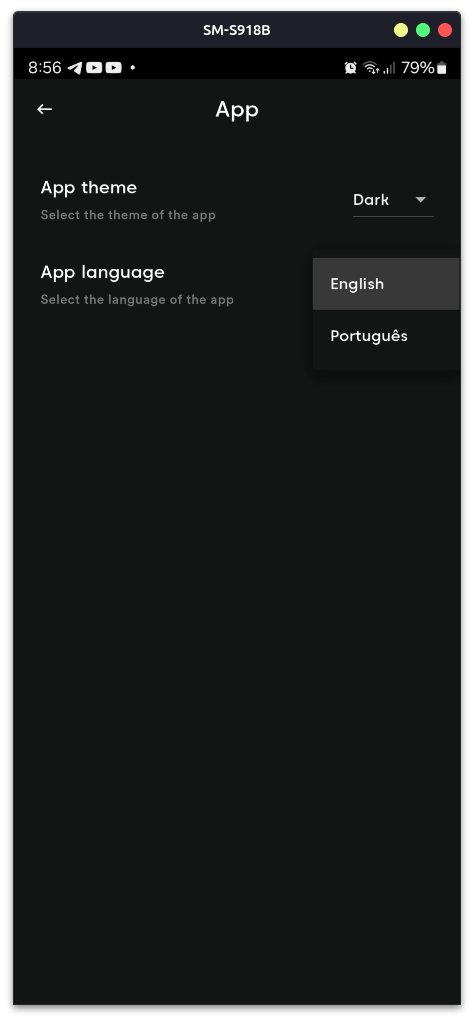 SM-S918B
8:56
79%
App
App theme
Select the theme of the app
Dark
App language
Select the language of the app
English
Português